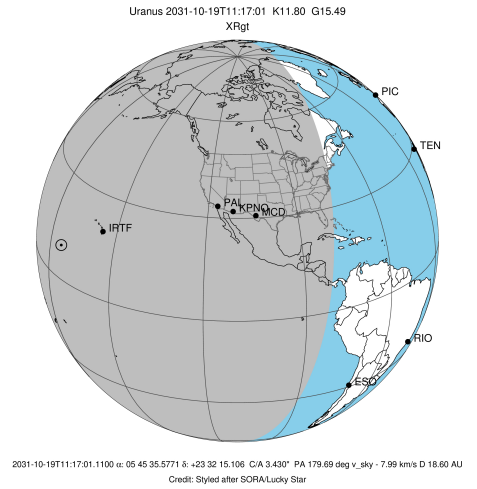 Uranus 2031-10-19T11:17:01 K11.80 G15.49
XRgt
PIC
TEN
PAL
KPNO
MCD
IRTF
RIO
ESO
2031-10-19T11:17:01.1100 α: 05 45 35.5771 δ: +23 32 15.106 C/A 3.430" PA 179.69 deg v_sky - 7.99 km/s D 18.60 AU
Credit: Styled after SORA/Lucky Star